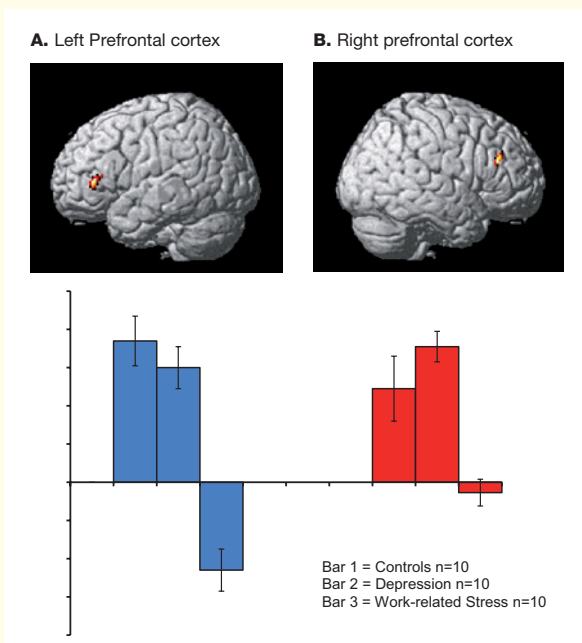 A. Left Prefrontal cortex
B. Right prefrontal cortex
Bar 1 = Controls n=10
Bar 2 = Depression n=10
Bar 3 = Work-related Stress n=10